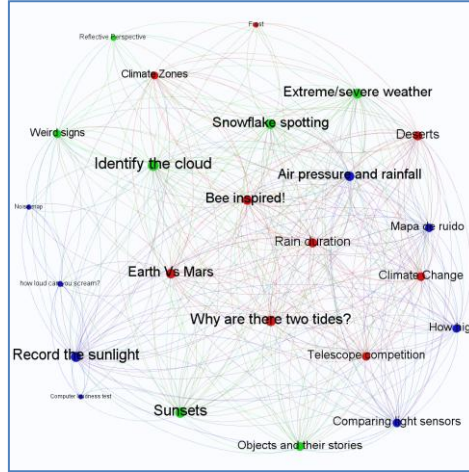 Frost
Reflective Perspective
Climate Zones
Extreme/severe weather
Snowflake spotting
Weird signs
Deserts
Identify the cloud
Air pressure and rainfall
Bee inspired!
Noise map
Mapa de ruido
Rain duration
Earth Vs Mars
Climate Change
how loud can you scream?
Why are there two tides?
Record the sunlight
Telescope competition
Sunsets
Comparing light sensors
Objects and their stories